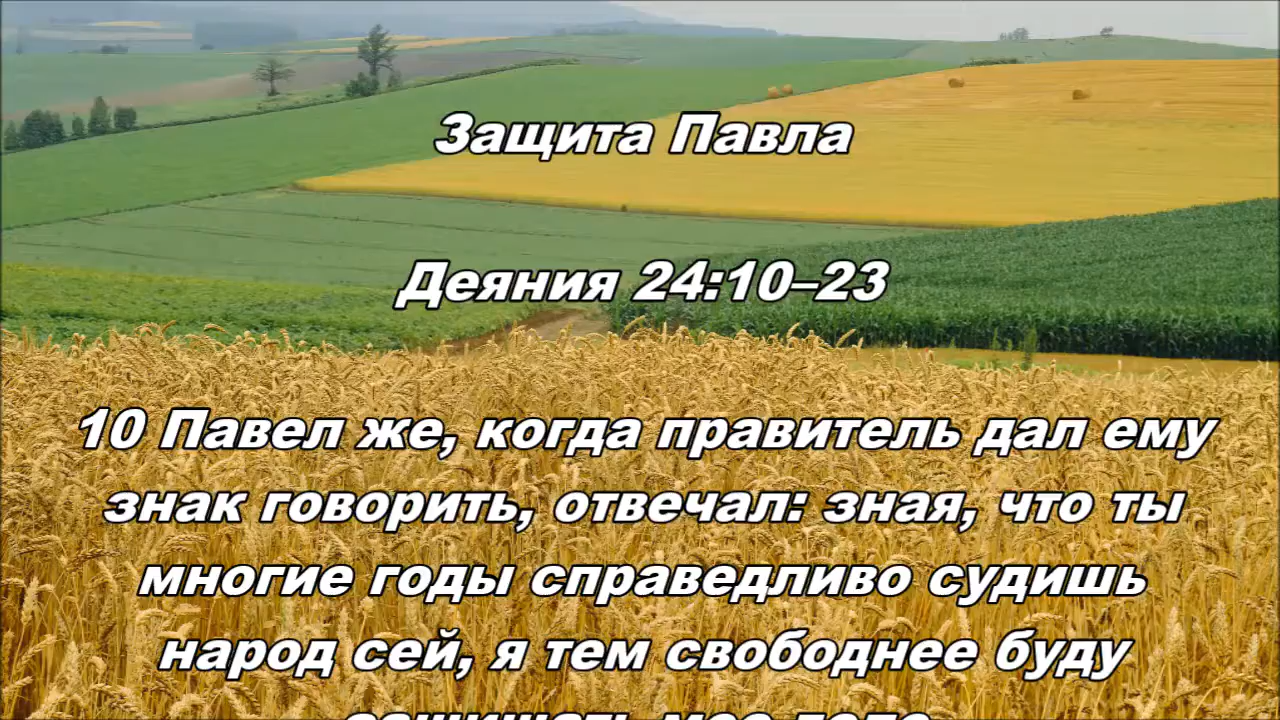 Защита Павла
Деяния 24:10–23
10 Павел же, когда правитель дал ему
знак говорить, отвечал: зная, что ты
многие годы справедливо судишь
народ сей, я тем свободнее буду